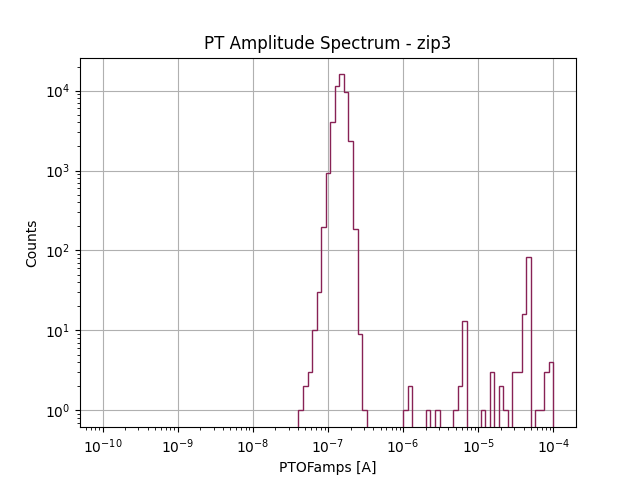 PT Amplitude Spectrum - zip3
10⁴
10³
10²
10¹
10⁰
Counts
10⁻¹⁰ 10⁻⁹ 10⁻⁸ 10⁻⁷ 10⁻⁶ 10⁻⁵ 10⁻⁴
PTOFamps [A]